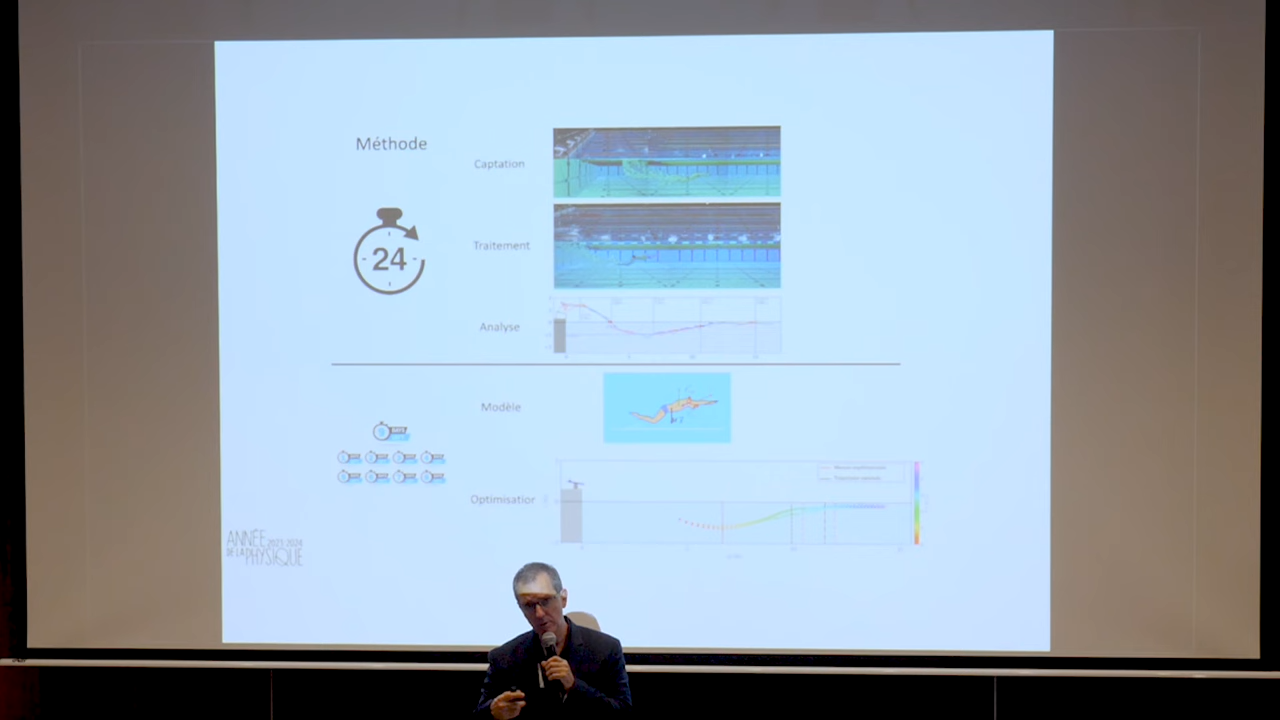 Méthode
Captation
24
Traitement
Analyse
Modèle
Optimisation
ANNÉE 2023-2024
DE LA PHYSIQUE